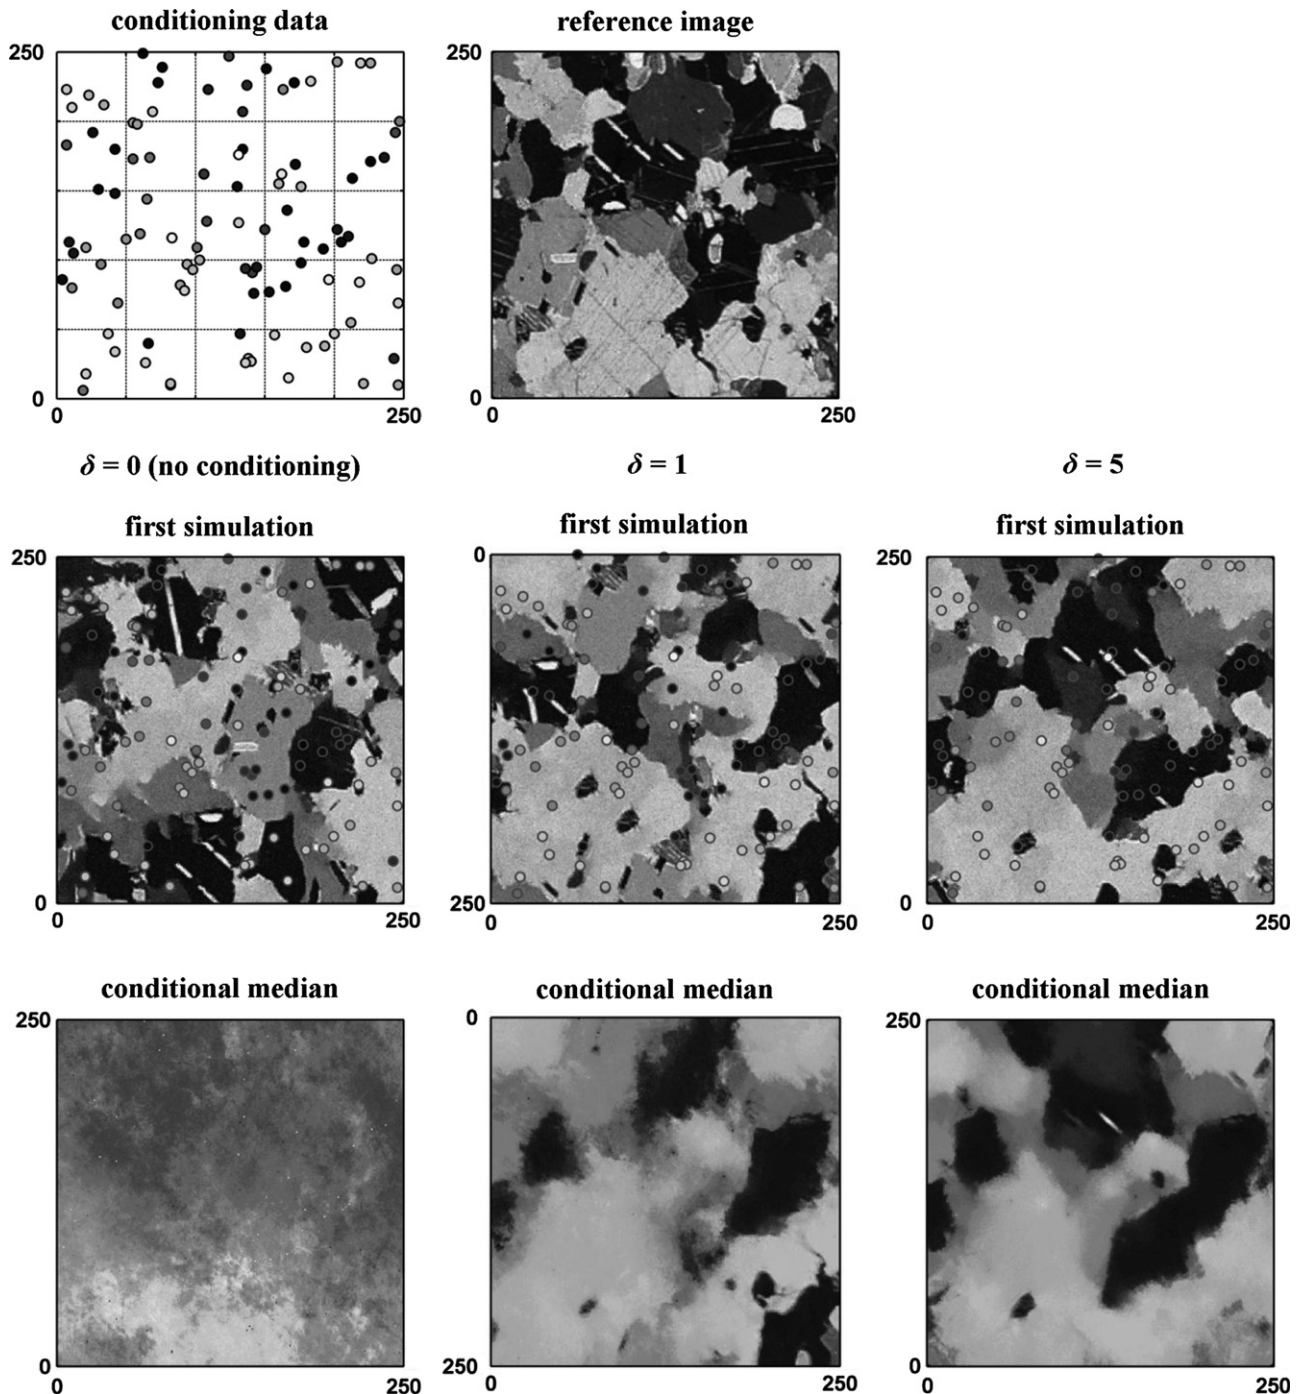 conditioning data reference image
250 250
0 0
0 250 0 250
δ = 0 (no conditioning) δ = 1 δ = 5
first simulation first simulation first simulation
250 0 250
0 250 0
0 250 0 250 0 250
conditional median conditional median conditional median
250 0 250
0 250 0
0 250 0 250 0 250